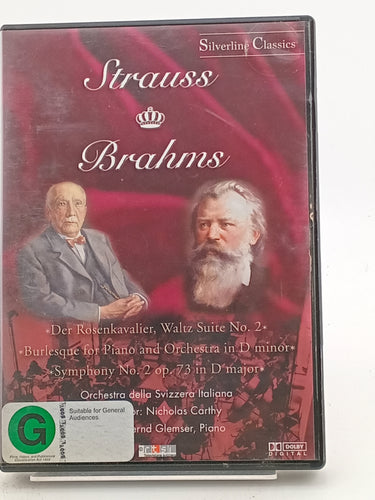 Silverline Classics
Strauss
Brahms
•Der Rosenkavalier, Waltz Suite No. 2•
•Burlesque for Piano and Orchestra in D minor•
•Symphony No. 2 op. 73 in D major•
Orchestra della Svizzera Italiana
or: Nicholas Carthy
rnd Glemser, Piano
G
Suitable for General
Audiences.
DOLBY
DIGITAL